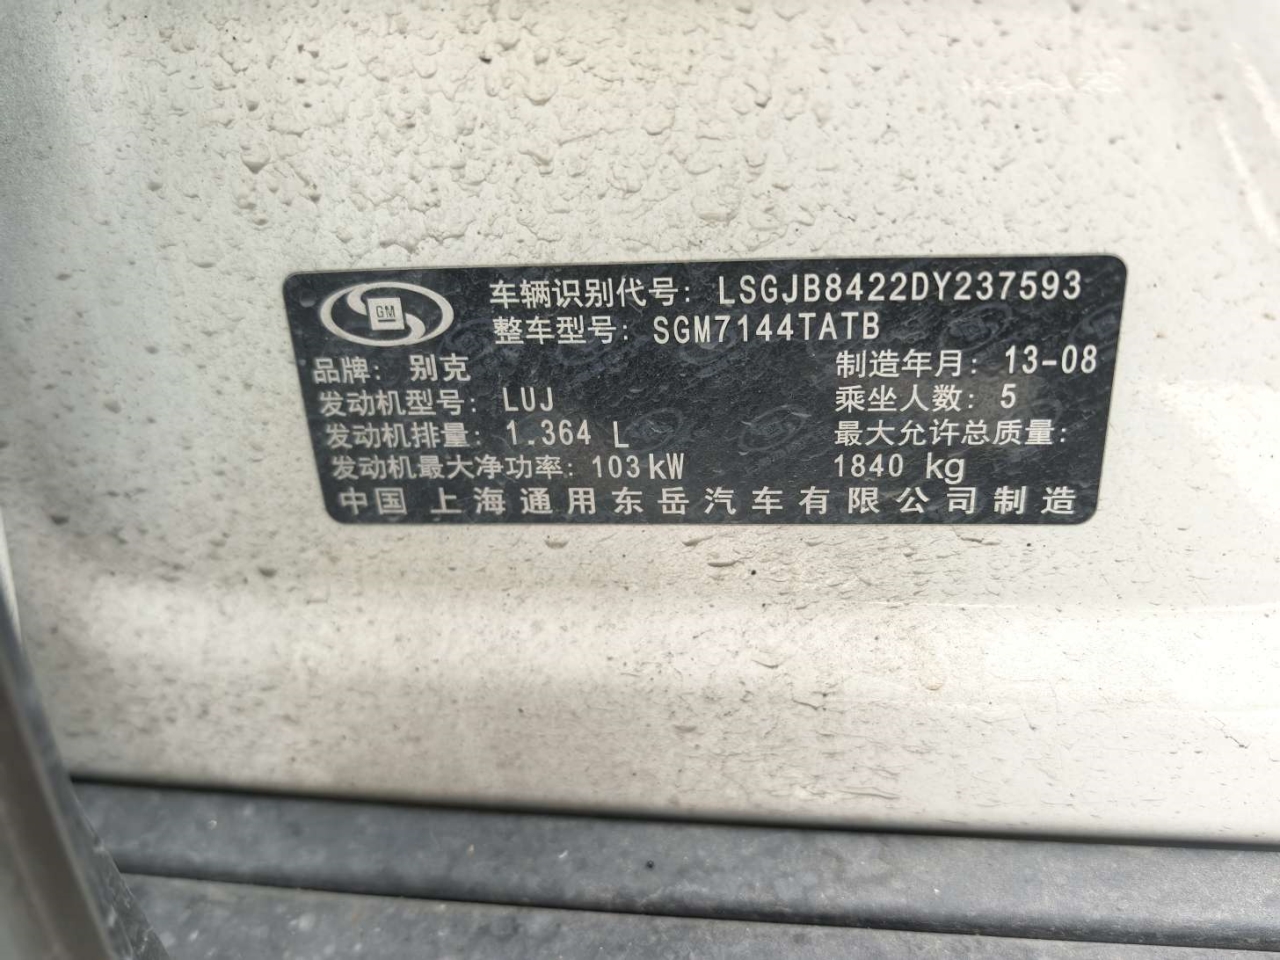 GM
车辆识别代号: LSGJB8422DY237593
整车型号: SGM7144TATB
品牌: 别克 制造年月: 13-08
发动机型号: LUJ 乘坐人数: 5
发动机排量: 1.364 L 最大允许总质量:
发动机最大净功率: 103kW 1840 kg
中国 上海通用东岳汽车有限公司制造